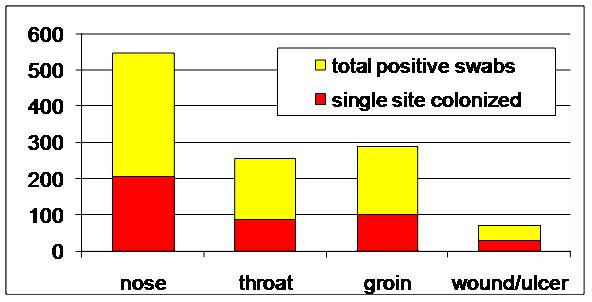 600
500
400
300
200
100
0
total positive swabs
single site colonized
nose throat groin wound/ulcer